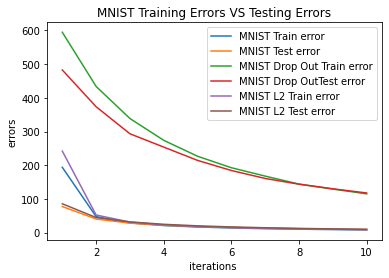 MNIST Training Errors VS Testing Errors
MNIST Train error
MNIST Test error
MNIST Drop Out Train error
MNIST Drop OutTest error
MNIST L2 Train error
MNIST L2 Test error
errors
600
500
400
300
200
100
0
2 4 6 8 10
iterations